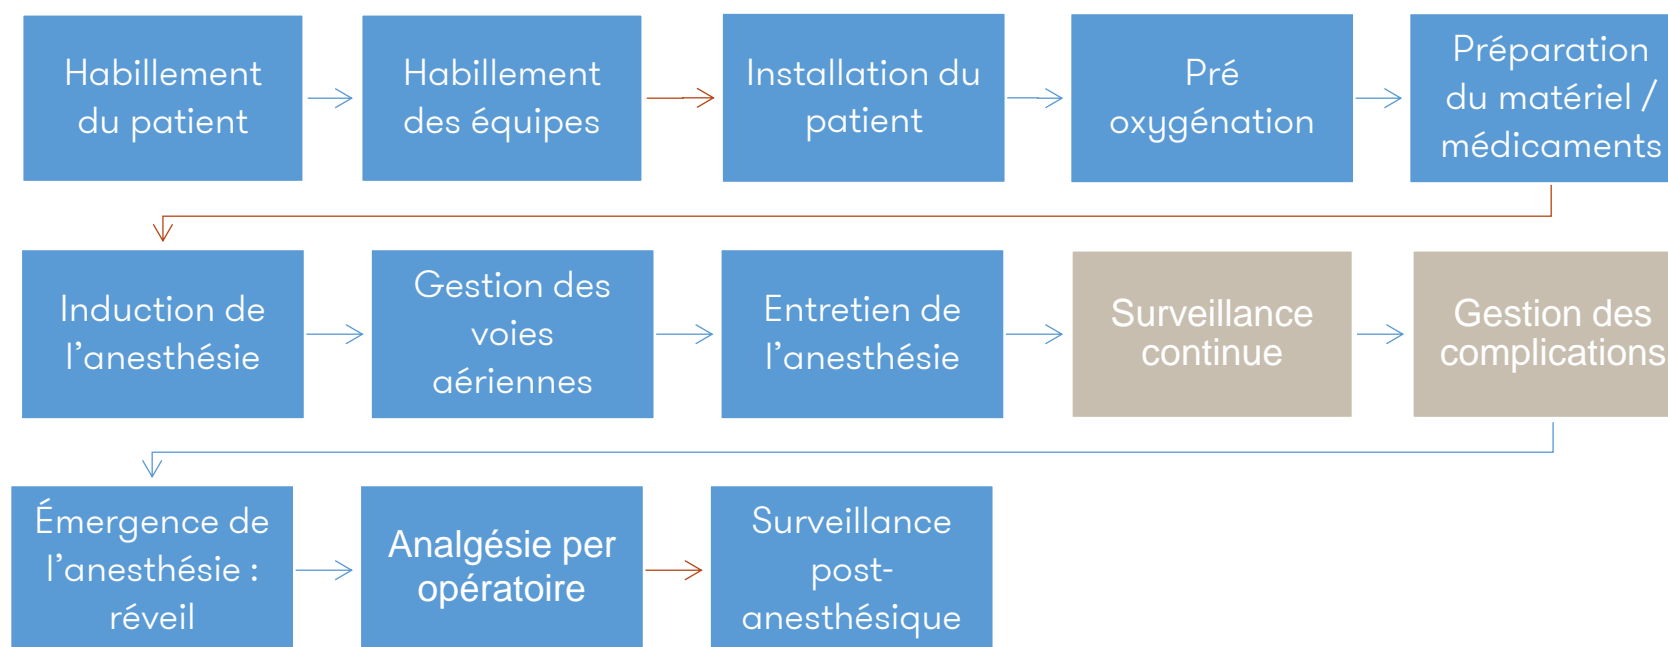 Habillement
du patient
Habillement
des équipes
Installation du
patient
Pré
oxygénation
Préparation
du matériel /
médicaments
Induction de
l'anesthésie
Gestion des
voies
aériennes
Entretien de
l'anesthésie
Surveillance
continue
Gestion des
complications
Émergence de
l'anesthésie :
réveil
Analgésie per
opératoire
Surveillance
post-
anesthésique